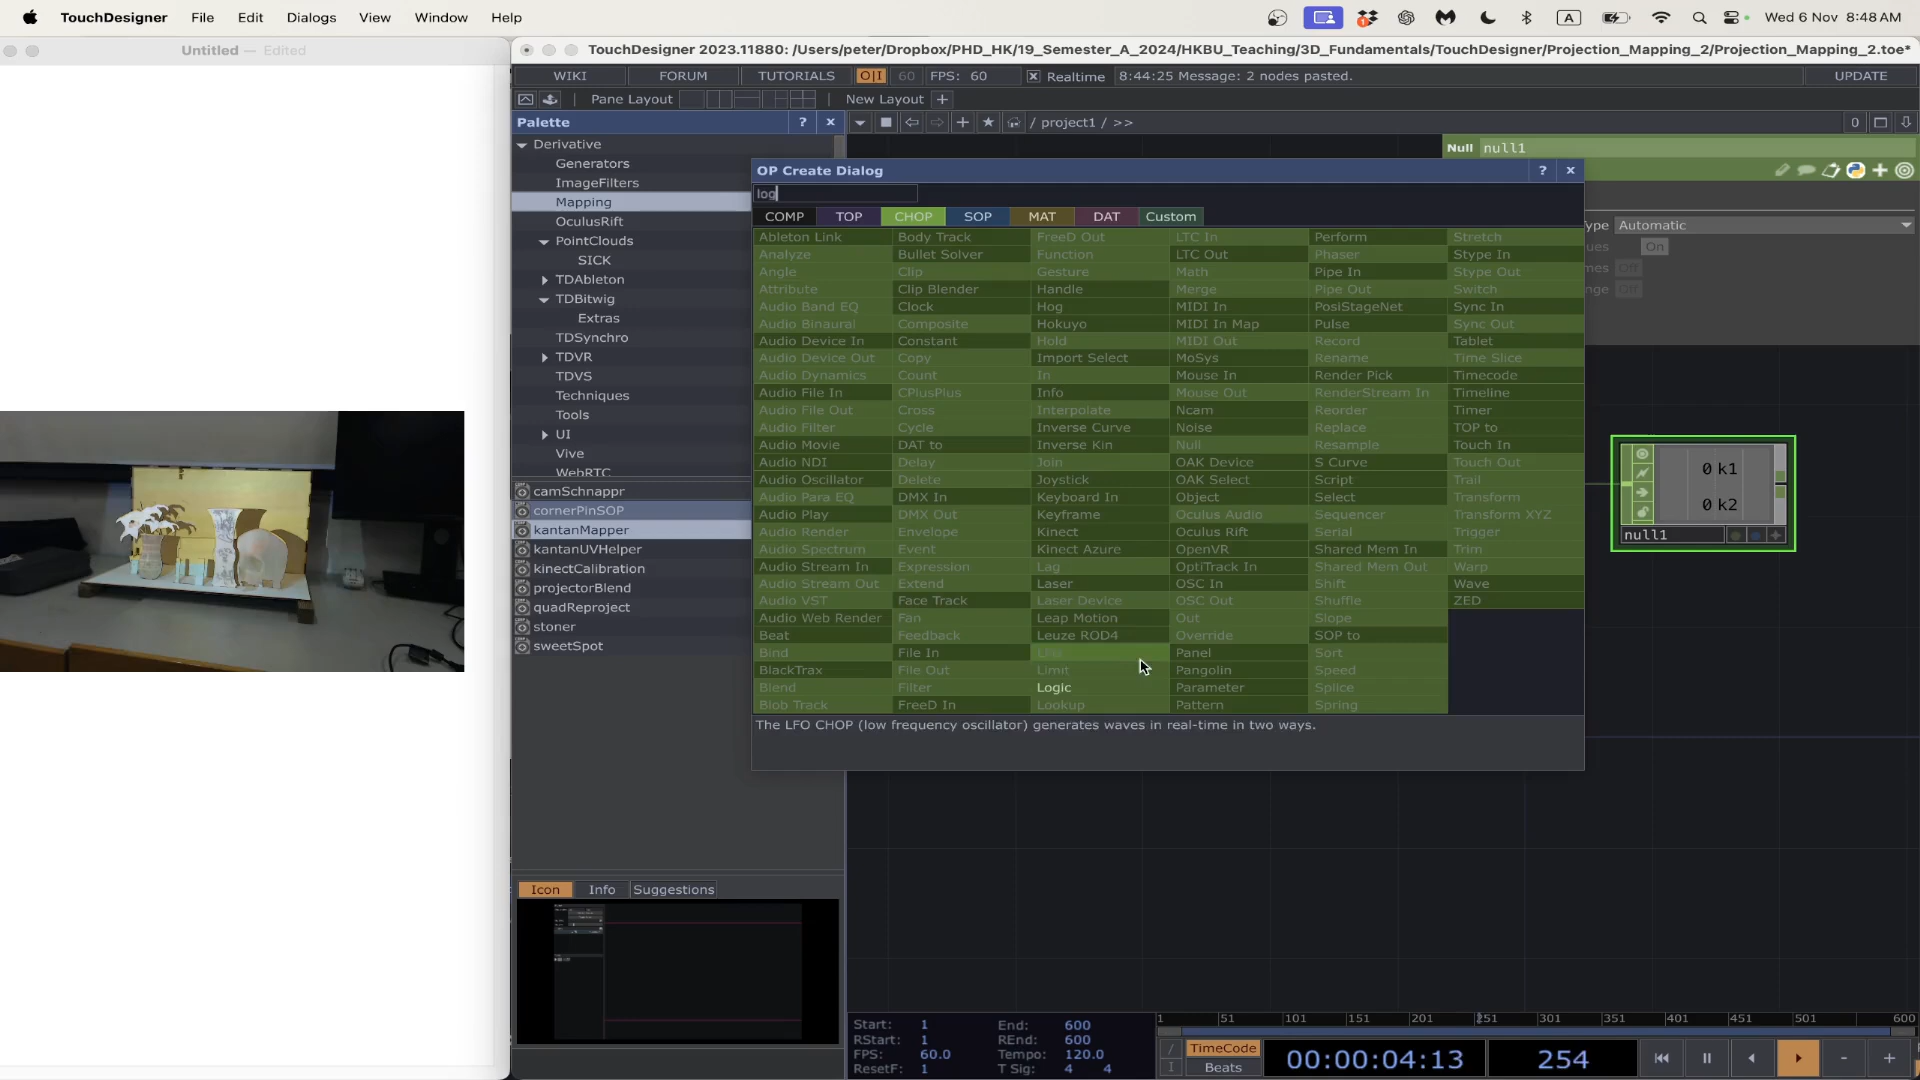 TouchDesigner File Edit Dialogs View Window Help
A Wed 6 Nov 8:48 AM
Untitled — Edited
TouchDesigner 2023.11880: /Users/peter/Dropbox/PHD_HK/19_Semester_A_2024/HKBU_Teaching/3D_Fundamentals/TouchDesigner/Projection_Mapping_2/Projection_Mapping_2.toe*
WIKI FORUM TUTORIALS O|I 60 FPS: 60 Realtime 8:44:25 Message: 2 nodes pasted. UPDATE
Pane Layout New Layout +
Palette ? x / project1 / >> 0
Derivative
Generators
ImageFilters
Mapping
OculusRift
PointClouds
SICK
TDAbleton
TDBitwig
Extras
TDSynchro
TDVR
TDVS
Techniques
Tools
UI
Vive
WebRTC
camSchnappr
cornerPinSOP
kantanMapper
kantanUVHelper
kinectCalibration
projectorBlend
quadReproject
stoner
sweetSpot
Icon Info Suggestions
OP Create Dialog ? x
log
COMP TOP CHOP SOP MAT DAT Custom
Ableton Link Body Track FreeD Out LTC In Perform Stretch
Analyze Bullet Solver Function LTC Out Phaser Stype In
Angle Clip Gesture Math Pipe In Stype Out
Attribute Clip Blender Handle Merge Pipe Out Switch
Audio Band EQ Clock Hog MIDI In PosiStageNet Sync In
Audio Binaural Composite Hokuyo MIDI In Map Pulse Sync Out
Audio Device In Constant Hold MIDI Out Record Tablet
Audio Device Out Copy Import Select MoSys Rename Time Slice
Audio Dynamics Count In Mouse In Render Pick Timecode
Audio File In CPlusPlus Info Mouse Out RenderStream In Timeline
Audio File Out Cross Interpolate Ncam Reorder Timer
Audio Filter Cycle Inverse Curve Noise Replace TOP to
Audio Movie DAT to Inverse Kin Null Resample Touch In
Audio NDI Delay Join OAK Device S Curve Touch Out
Audio Oscillator Delete Joystick OAK Select Script Trail
Audio Para EQ DMX In Keyboard In Object Select Transform
Audio Play DMX Out Keyframe Oculus Audio Sequencer Transform XYZ
Audio Render Envelope Kinect Oculus Rift Serial Trigger
Audio Spectrum Event Kinect Azure OpenVR Shared Mem In Trim
Audio Stream In Expression Lag OptiTrack In Shared Mem Out Warp
Audio Stream Out Extend Laser OSC In Shift Wave
Audio VST Face Track Laser Device OSC Out Shuffle ZED
Audio Web Render Fan Leap Motion Out Slope
Beat Feedback Leuze ROD4 Override SOP to
Bind File In LFO Panel Sort
BlackTrax File Out Limit Pangolin Speed
Blend Filter Logic Parameter Splice
Blob Track FreeD In Lookup Pattern Spring
The LFO CHOP (low frequency oscillator) generates waves in real-time in two ways.
Null null1
Automatic
On
Off
Off
0 k1
0 k2
null1
Start: 1 End: 600
RStart: 1 REnd: 600
FPS: 60.0 Tempo: 120.0
ResetF: 1 T Sig: 4 4
1 51 101 151 201 251 301 351 401 451 501 600
TimeCode
Beats
00:00:04:13 254